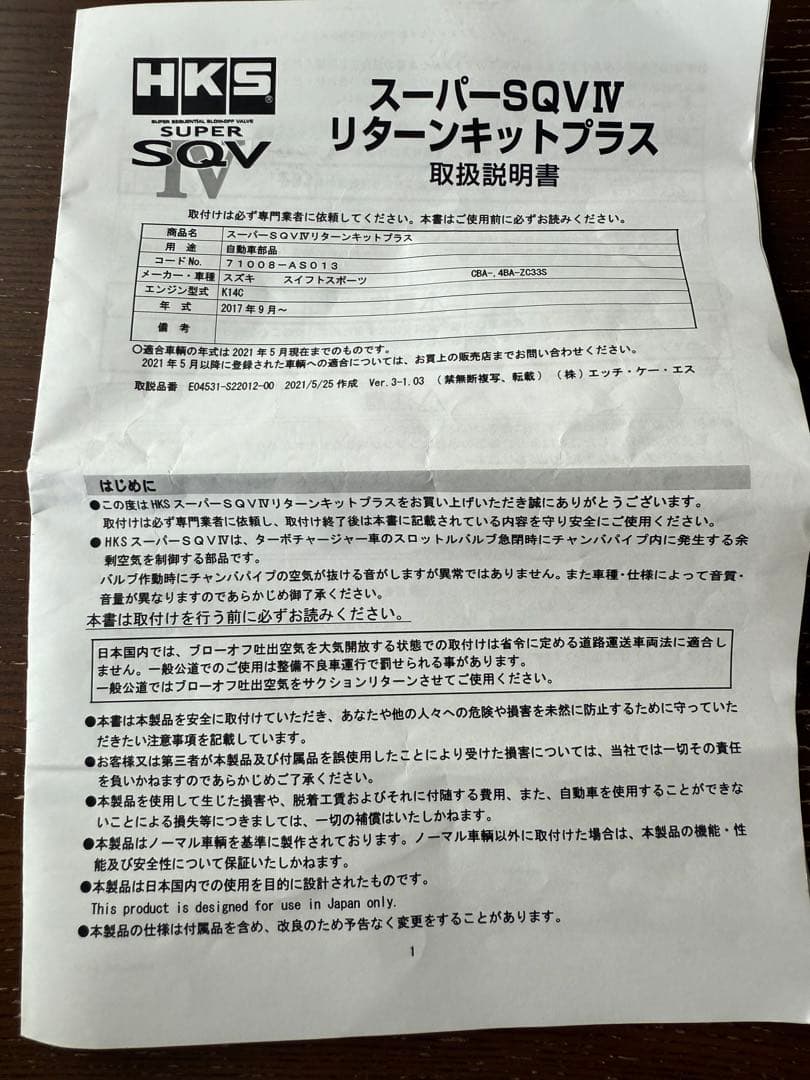 HKS®
SUPER SEQUENTIAL BLOW-OFF VALVE
SUPER
SQV
IV
スーパーSQVⅣ
リターンキットプラス
取扱説明書
取付けは必ず専門業者に依頼してください。本書はご使用前に必ずお読みください。
商品名 スーパーＳＱＶⅣリターンキットプラス
用　途 自動車部品
コードNo. ７１００８－ＡＳ０１３
メーカー・車種 スズキ　スイフトスポーツ　CBA-,4BA-ZC33S
エンジン型式 K14C
年　式 2017年9月～
備　考
〇適合車輌の年式は2021年5月現在までのものです。
2021年5月以降に登録された車輌への適合については、お買上の販売店までお問い合わせください。
取説品番 E04531-S22012-00 2021/5/25作成 Ver.3-1.03 （禁無断複写、転載）（株）エッチ・ケー・エス
はじめに
●この度はHKSスーパーＳＱＶⅣリターンキットプラスをお買い上げいただき誠にありがとうございます。
取付けは必ず専門業者に依頼し、取付け終了後は本書に記載されている内容を守り安全にご使用ください。
●HKSスーパーＳＱＶⅣは、ターボチャージャー車のスロットルバルブ急閉時にチャンバパイプ内に発生する余
剰空気を制御する部品です。
バルブ作動時にチャンバパイプの空気が抜ける音がしますが異常ではありません。また車種・仕様によって音質・
音量が異なりますのであらかじめ御了承ください。
本書は取付けを行う前に必ずお読みください。
日本国内では、ブローオフ吐出空気を大気開放する状態での取付けは省令に定める道路運送車両法に適合し
ません。一般公道でのご使用は整備不良車運行で罰せられる事があります。
一般公道ではブローオフ吐出空気をサクションリターンさせてご使用ください。
●本書は本製品を安全に取付けていただき、あなたや他の人々への危険や損害を未然に防止するために守っていた
だきたい注意事項を記載しています。
●お客様又は第三者が本製品及び付属品を誤使用したことにより受けた損害については、当社では一切その責任
を負いかねますのであらかじめご了承ください。
●本製品を使用して生じた損害や、脱着工賃およびそれに付随する費用、また、自動車を使用することができな
いことによる損失等につきましては、一切の補償はいたしかねます。
●本製品はノーマル車輌を基準に製作されております。ノーマル車輌以外に取付けた場合は、本製品の機能・性
能及び安全性について保証いたしかねます。
●本製品は日本国内での使用を目的に設計されたものです。
This product is designed for use in Japan only.
●本製品の仕様は付属品を含め、改良のため予告なく変更をすることがあります。
1